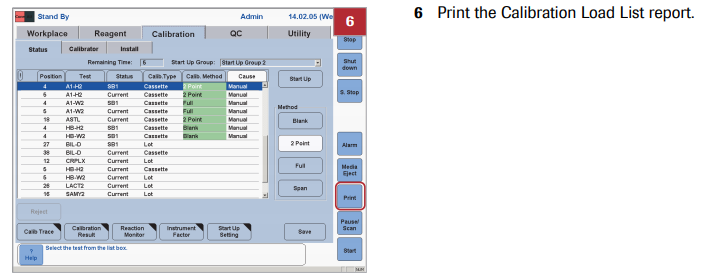 6 Print the Calibration Load List report.
Stand By Admin 14.02.05 (We
6
Workplace Reagent Calibration QC Utility
Status Calibrator Install
Remaining Time: 5 Start Up Group: Start Up Group 2
! Position Test Status Calib.Type Calib. Method Cause
4 A1-H2 SB1 Cassette 2 Point Manual
5 A1-H2 Current Cassette 2 Point Manual
4 A1-W2 SB1 Cassette Full Manual
5 A1-W2 Current Cassette Full Manual
18 ASTL Current Cassette 2 Point Manual
4 HB-H2 SB1 Cassette Blank Manual
4 HB-W2 SB1 Cassette Blank Manual
27 BIL-D SB1 Lot
38 BIL-D Current Cassette
12 CRPLX Current Lot
5 HB-H2 Current Cassette
5 HB-W2 Current Lot
26 LACT2 Current Lot
16 SAMY2 Current Lot
Start Up
Method
Blank
2 Point
Full
Span
Reject
Calib Trace
Calibration Result
Reaction Monitor
Instrument Factor
Start Up Setting
Save
?
Help
Select the test from the list box.
Stop
Shut
down
S. Stop
Alarm
Media
Eject
Print
Pause/
Scan
Start